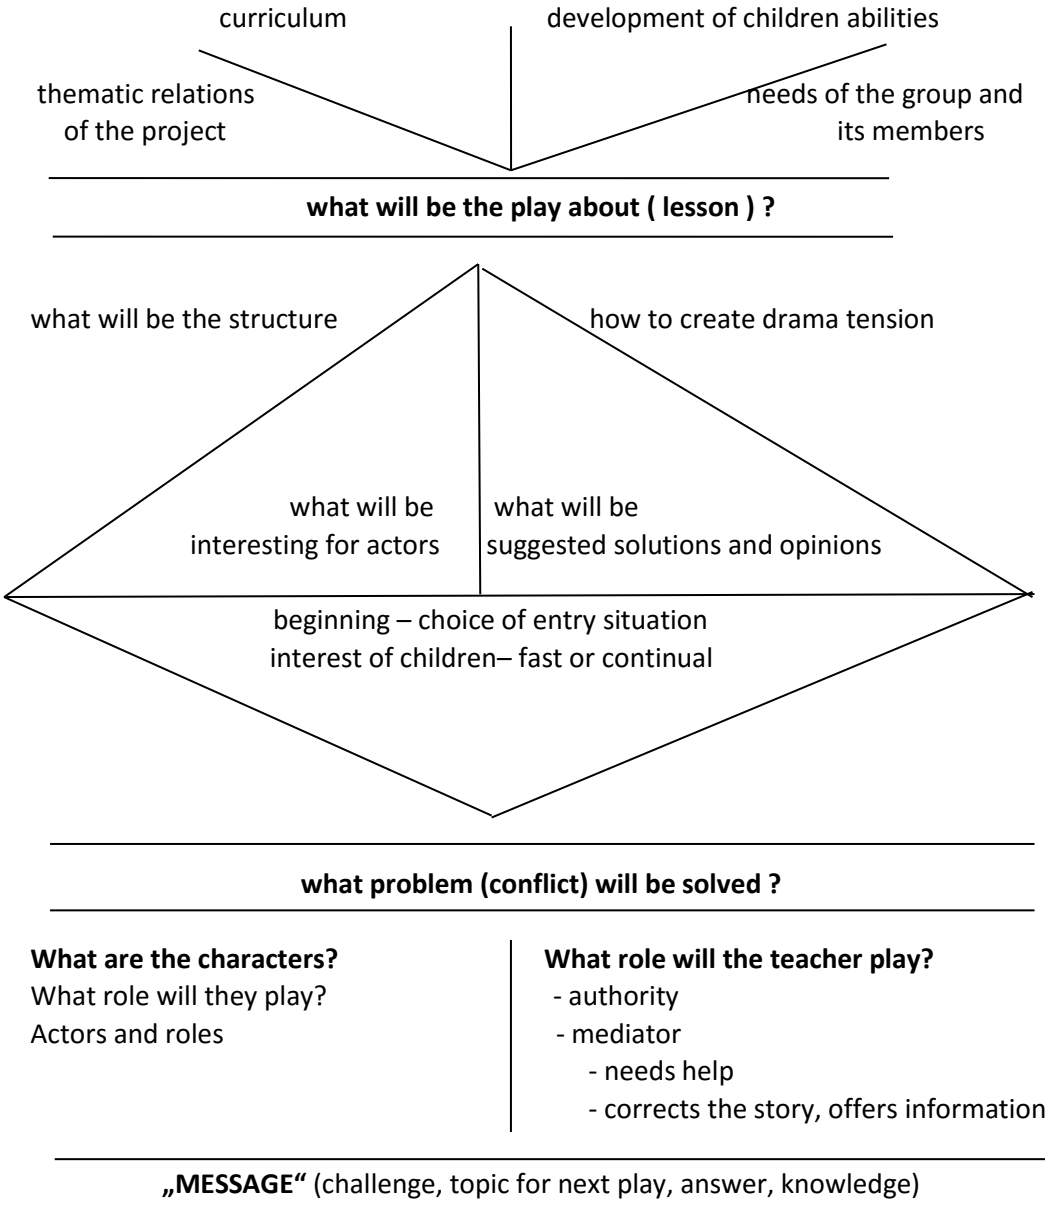 curriculum
development of children abilities
thematic relations
of the project
needs of the group and
its members
what will be the play about ( lesson ) ?
what will be the structure
how to create drama tension
what will be
interesting for actors
what will be
suggested solutions and opinions
beginning – choice of entry situation
interest of children– fast or continual
what problem (conflict) will be solved ?
What are the characters?
What role will they play?
Actors and roles
What role will the teacher play?
- authority
- mediator
- needs help
- corrects the story, offers information
„MESSAGE“ (challenge, topic for next play, answer, knowledge)